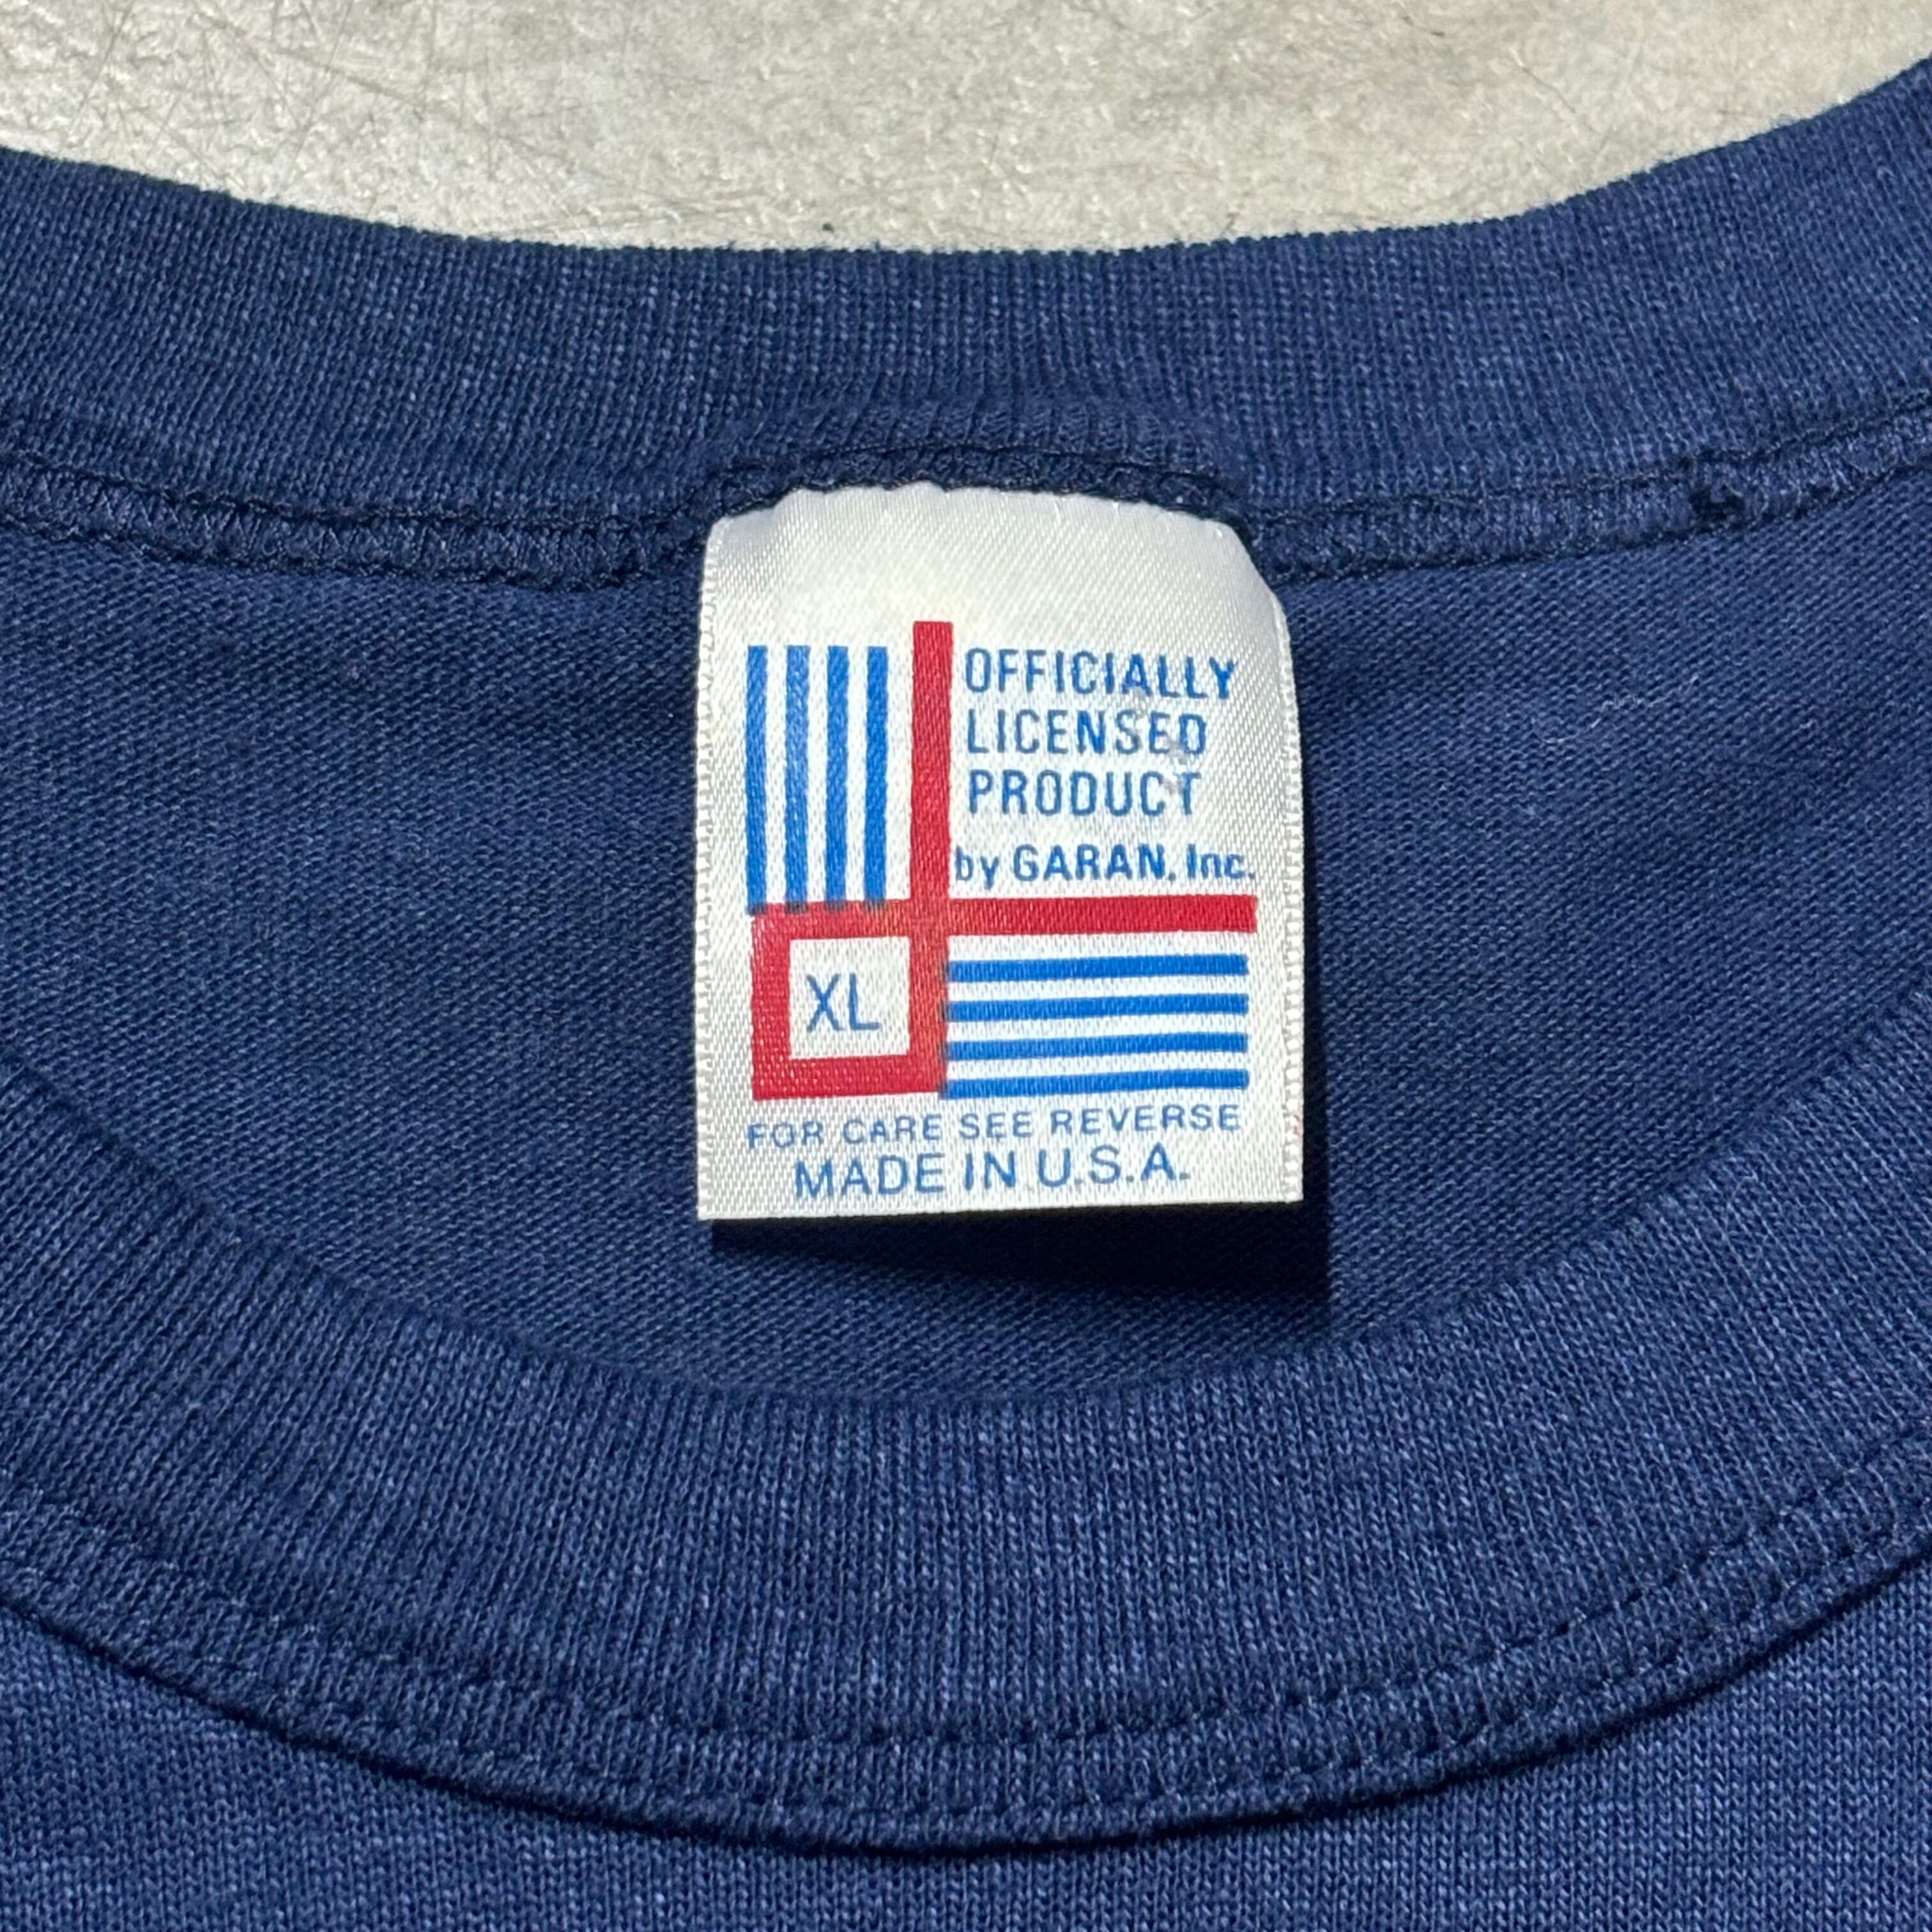 OFFICIALLY
LICENSED
PRODUCT
by GARAN, Inc.
XL
FOR CARE SEE REVERSE
MADE IN U.S.A.